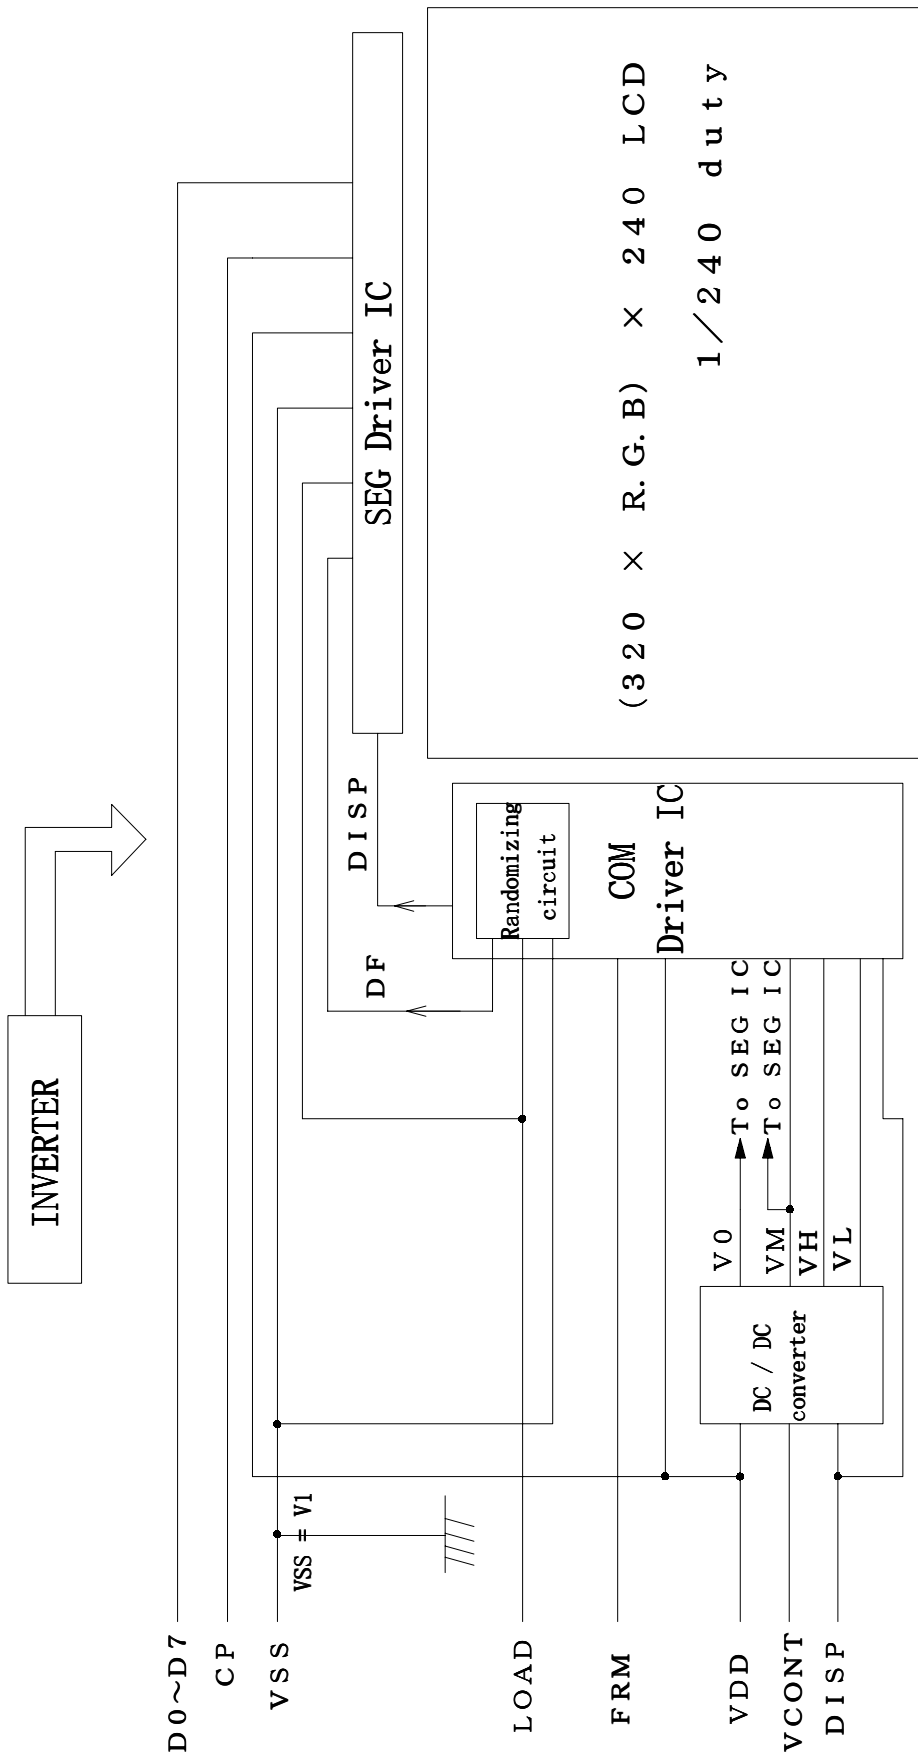 INVERTER
SEG Driver IC
(320 × R.G.B) × 240 LCD
1/240 duty
DISP
DF
Randomizing
circuit
COM
Driver IC
To SEG IC
To SEG IC
V0
VM
VH
VL
DC / DC
converter
VSS = V1
D0～D7
CP
VSS
LOAD
FRM
VDD
VCONT
DISP